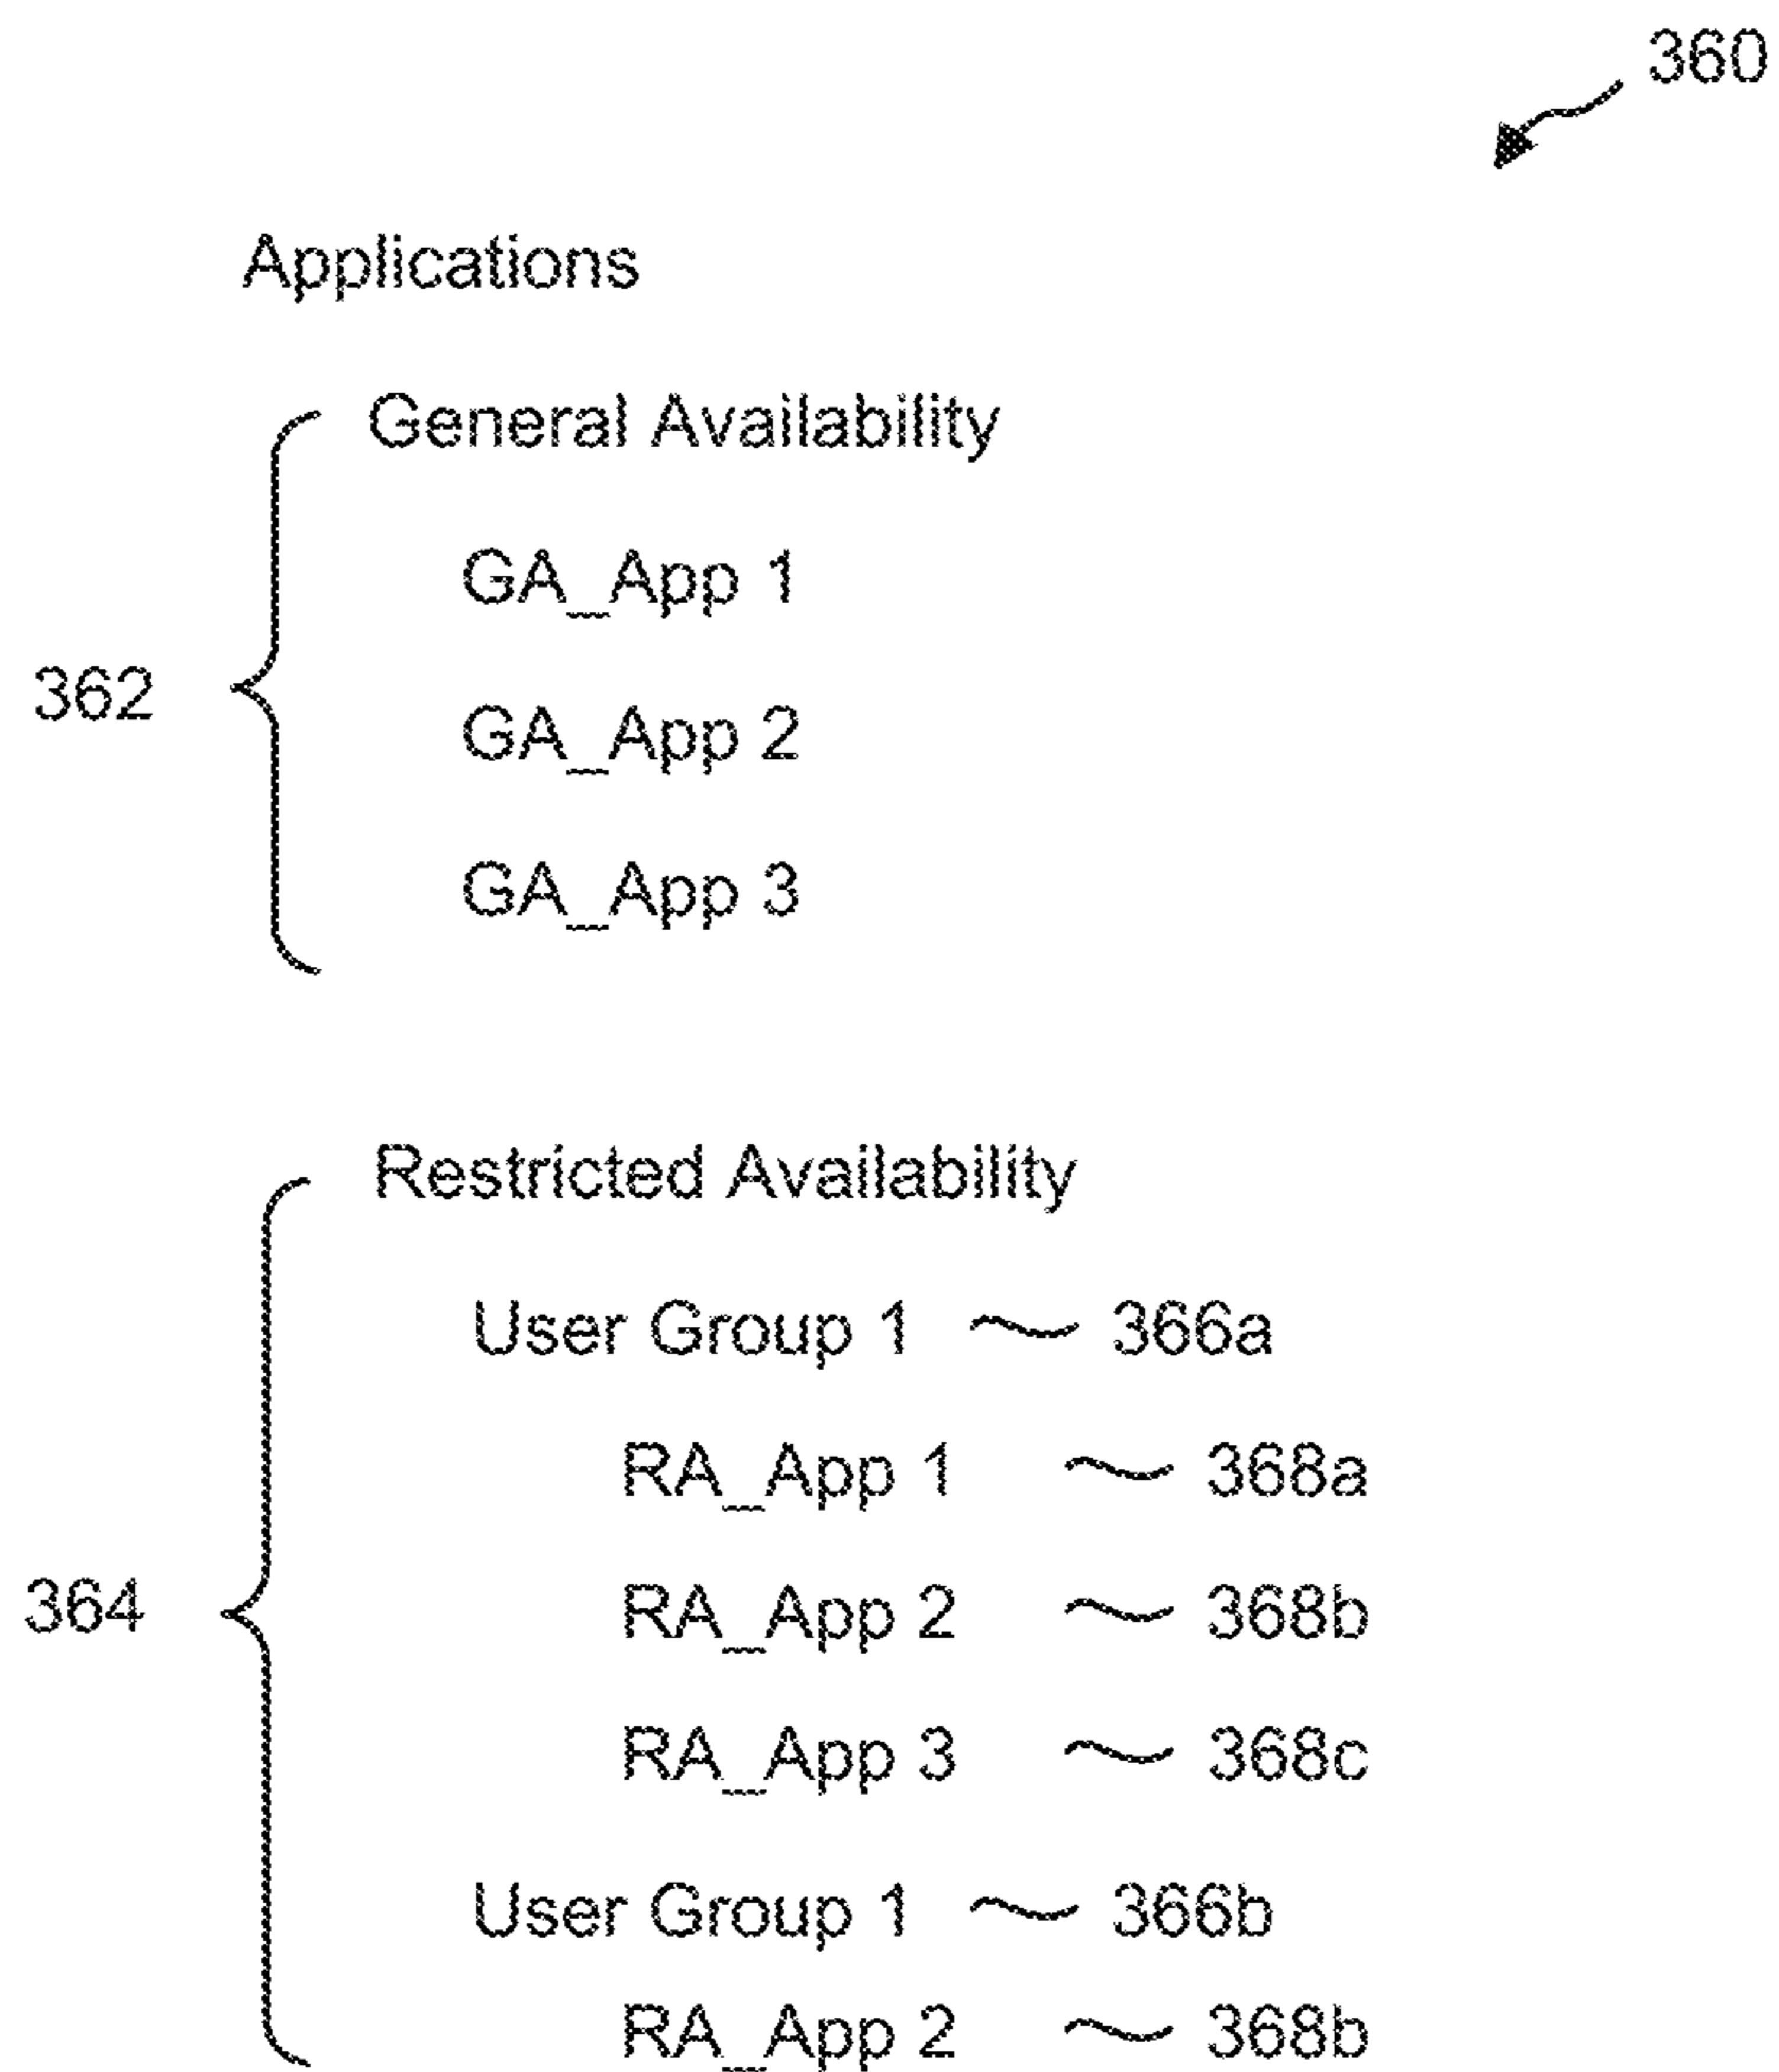 360
Applications
General Availability
GA_App 1
GA_App 2
362
GA_App 3
Restricted Availability
User Group 1 366a
RA_App 1 368a
364
RA_App 2 368b
RA_App 3 368c
User Group 1 366b
RA_App 2 368b